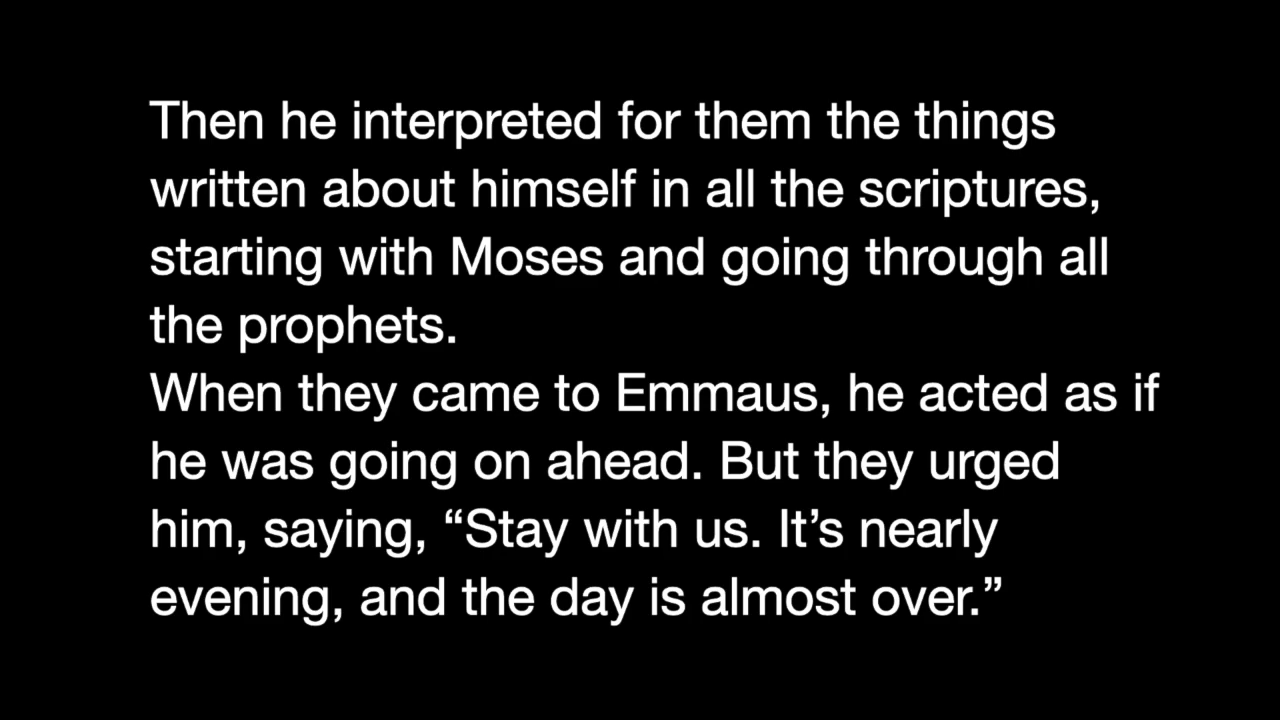 Then he interpreted for them the things
written about himself in all the scriptures,
starting with Moses and going through all
the prophets.
When they came to Emmaus, he acted as if
he was going on ahead. But they urged
him, saying, “Stay with us. It’s nearly
evening, and the day is almost over.”